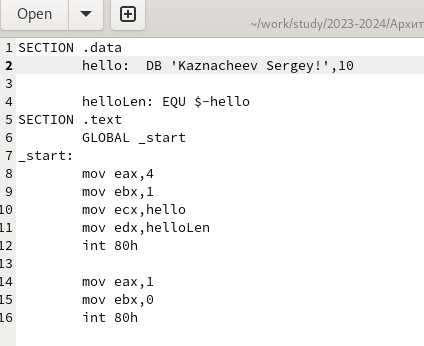 Open
~/work/study/2023-2024/Архит
1 SECTION .data
2         hello:  DB 'Kaznacheev Sergey!',10
3
4         helloLen: EQU $-hello
5 SECTION .text
6         GLOBAL _start
7 _start:
8         mov eax,4
9         mov ebx,1
10         mov ecx,hello
11         mov edx,helloLen
12         int 80h
13
14         mov eax,1
15         mov ebx,0
16         int 80h